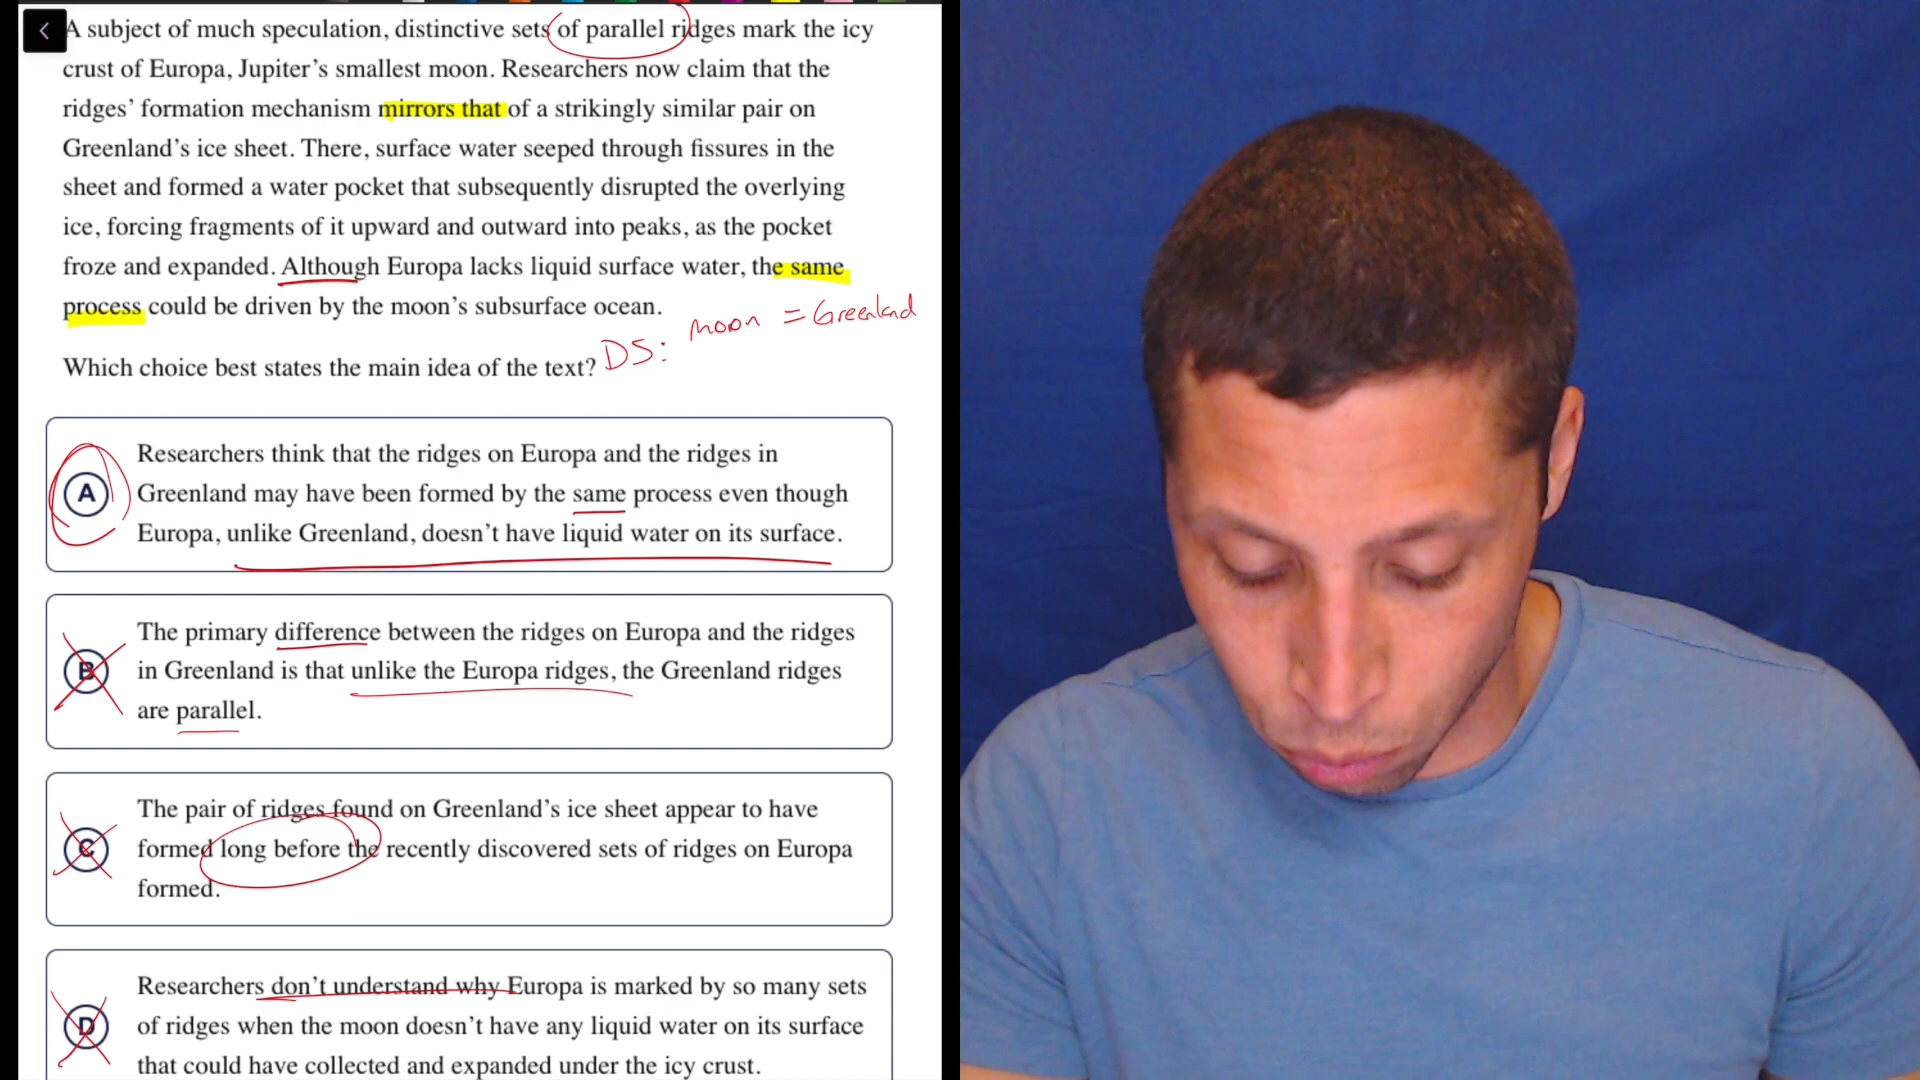 A subject of much speculation, distinctive sets of parallel ridges mark the icy
crust of Europa, Jupiter’s smallest moon. Researchers now claim that the
ridges’ formation mechanism mirrors that of a strikingly similar pair on
Greenland’s ice sheet. There, surface water seeped through fissures in the
sheet and formed a water pocket that subsequently disrupted the overlying
ice, forcing fragments of it upward and outward into peaks, as the pocket
froze and expanded. Although Europa lacks liquid surface water, the same
process could be driven by the moon’s subsurface ocean.
DS: moon = Greenland
Which choice best states the main idea of the text?
A
Researchers think that the ridges on Europa and the ridges in
Greenland may have been formed by the same process even though
Europa, unlike Greenland, doesn’t have liquid water on its surface.
B
The primary difference between the ridges on Europa and the ridges
in Greenland is that unlike the Europa ridges, the Greenland ridges
are parallel.
C
The pair of ridges found on Greenland’s ice sheet appear to have
formed long before the recently discovered sets of ridges on Europa
formed.
D
Researchers don’t understand why Europa is marked by so many sets
of ridges when the moon doesn’t have any liquid water on its surface
that could have collected and expanded under the icy crust.